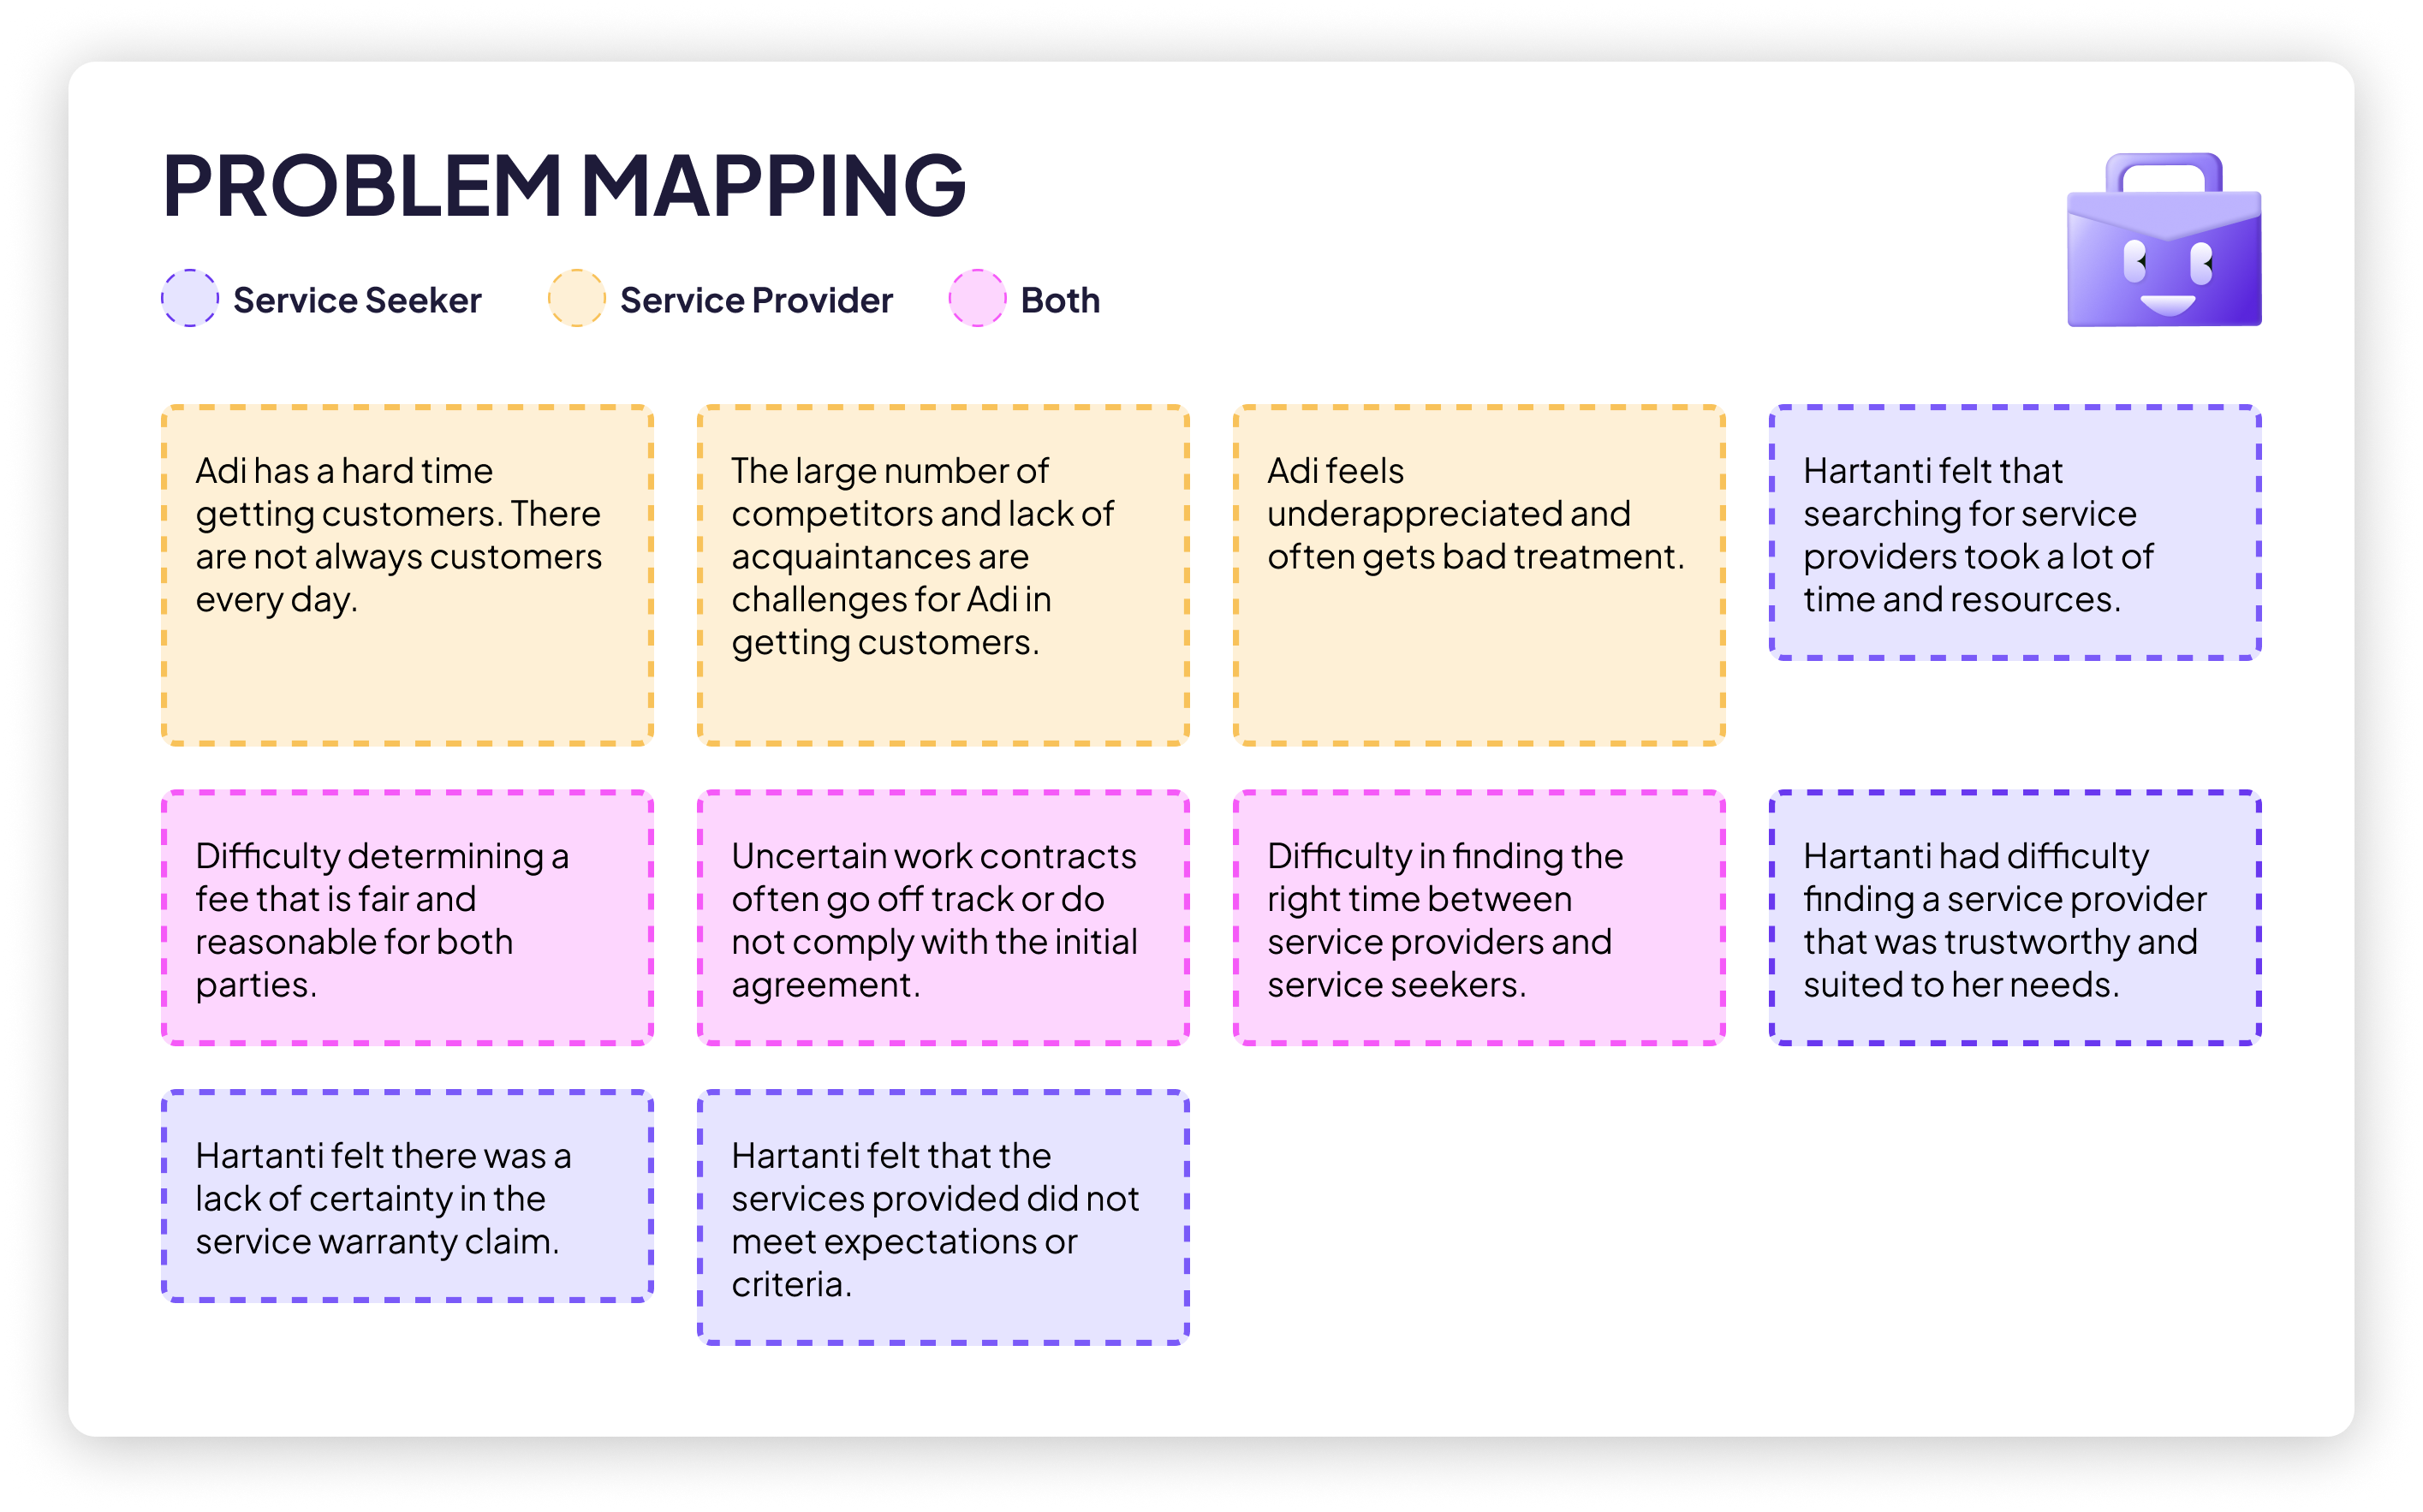 PROBLEM MAPPING
Service Seeker
Service Provider
Both
Adi has a hard time
getting customers. There
are not always customers
every day.
The large number of
competitors and lack of
acquaintances are
challenges for Adi in
getting customers.
Adi feels
underappreciated and
often gets bad treatment.
Hartanti felt that
searching for service
providers took a lot of
time and resources.
Difficulty determining a
fee that is fair and
reasonable for both
parties.
Uncertain work contracts
often go off track or do
not comply with the initial
agreement.
Difficulty in finding the
right time between
service providers and
service seekers.
Hartanti had difficulty
finding a service provider
that was trustworthy and
suited to her needs.
Hartanti felt there was a
lack of certainty in the
service warranty claim.
Hartanti felt that the
services provided did not
meet expectations or
criteria.